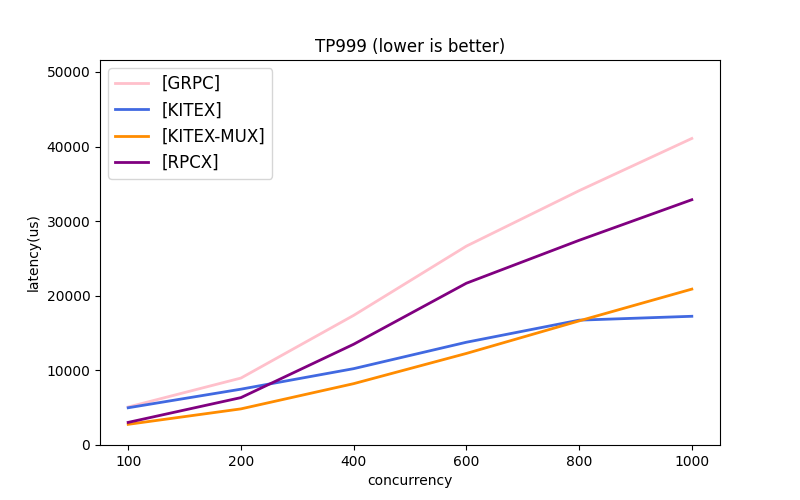 TP999 (lower is better)
[GRPC]
[KITEX]
[KITEX-MUX]
[RPCX]
latency(us)
50000
40000
30000
20000
10000
0
100 200 400 600 800 1000
concurrency